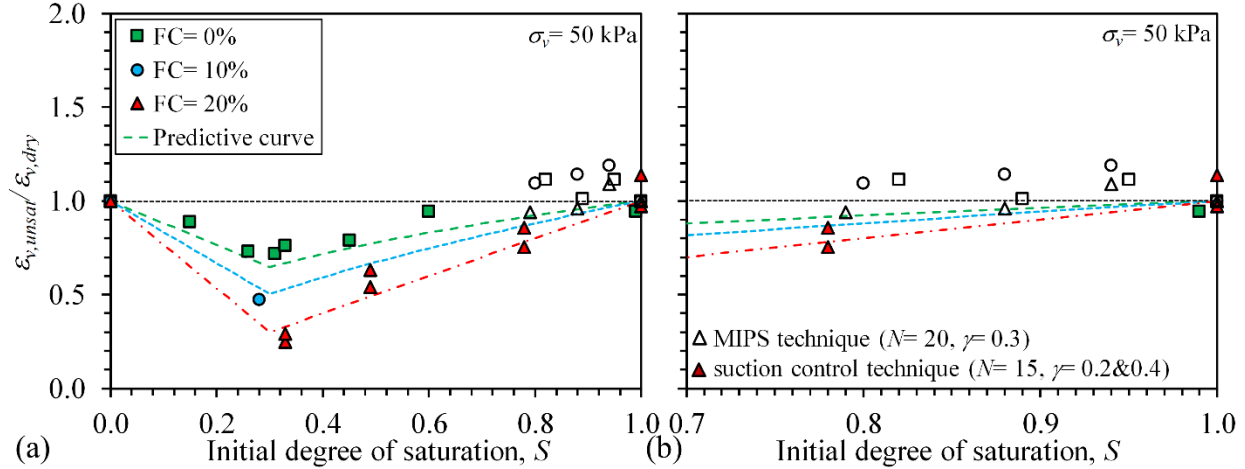 2.0
1.5
1.0
0.5
0.0
εv,unsar/ εv,dry
FC= 0%
FC= 10%
FC= 20%
Predictive curve
σv= 50 kPa
0.0 0.2 0.4 0.6 0.8 1.0
(a) Initial degree of saturation, S
σv= 50 kPa
MIPS technique (N= 20, γ= 0.3)
suction control technique (N= 15, γ= 0.2&0.4)
0.7 0.8 0.9 1.0
(b) Initial degree of saturation, S